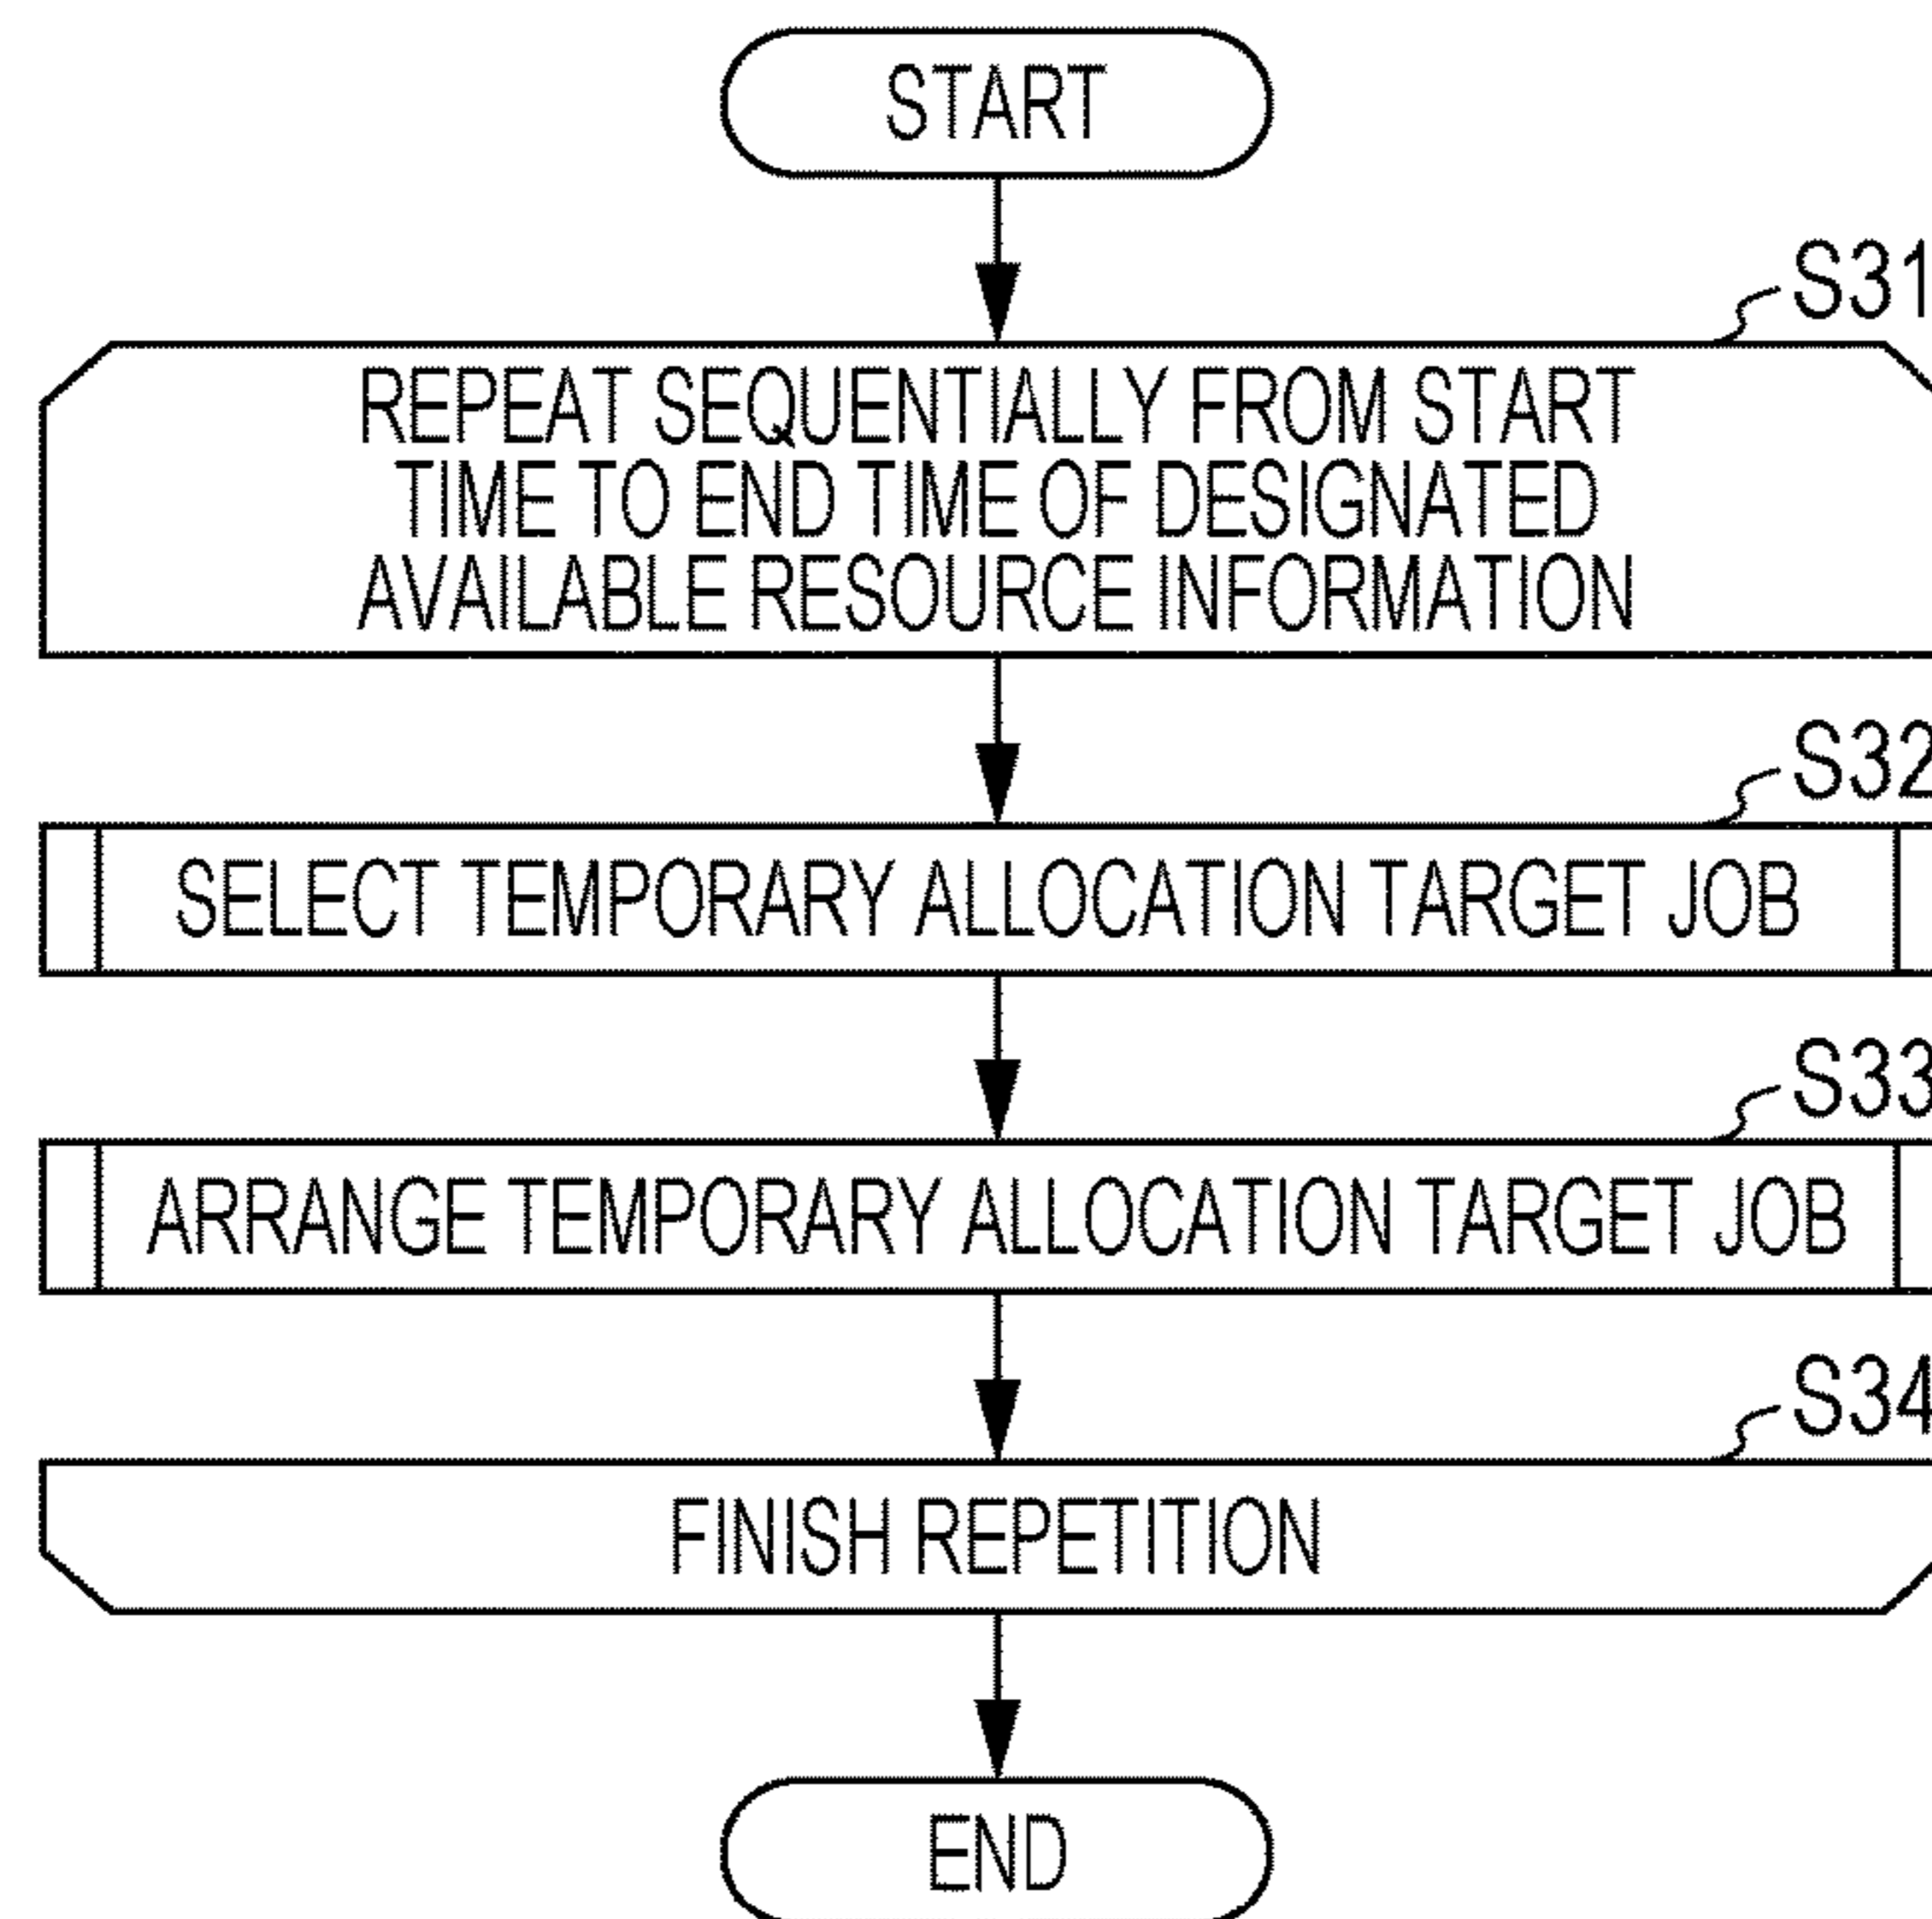 START
S31
REPEAT SEQUENTIALLY FROM START
TIME TO END TIME OF DESIGNATED
AVAILABLE RESOURCE INFORMATION
S32
SELECT TEMPORARY ALLOCATION TARGET JOB
S33
ARRANGE TEMPORARY ALLOCATION TARGET JOB
S34
FINISH REPETITION
END